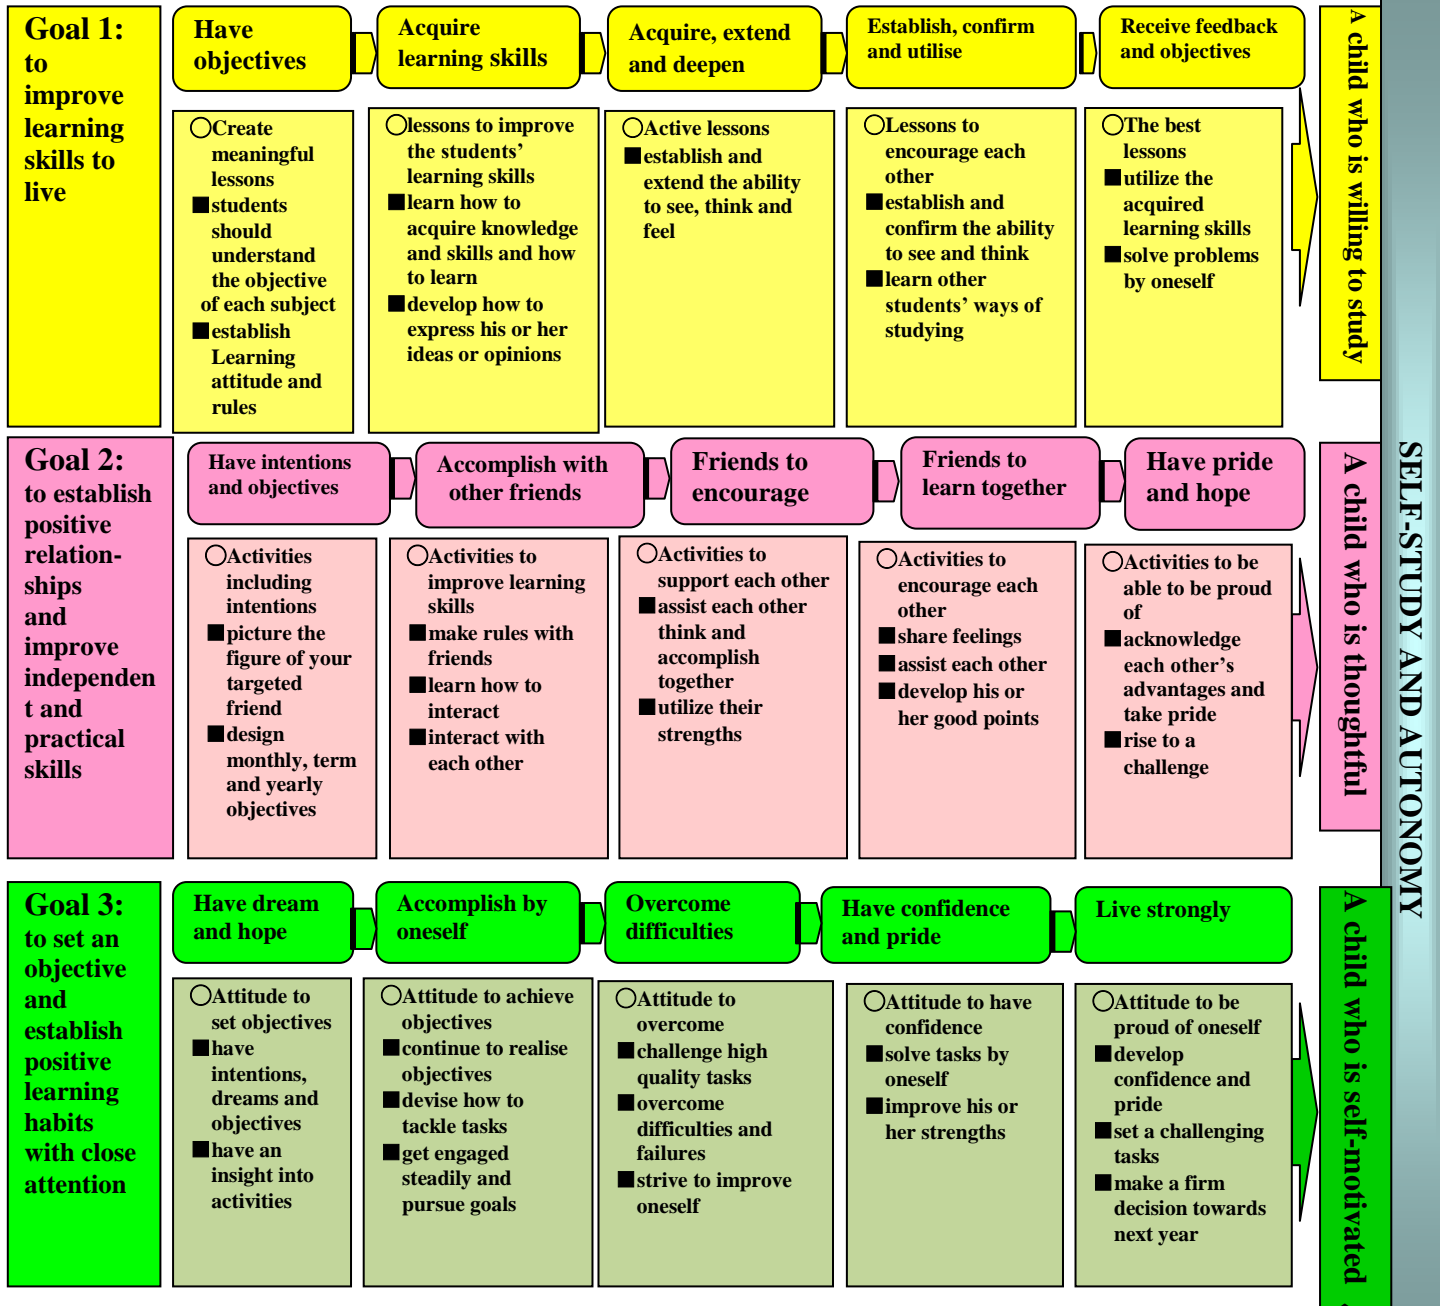 Goal 1:
to
improve
learning
skills to
live
Have
objectives
Acquire
learning skills
Acquire, extend
and deepen
Establish, confirm
and utilise
Receive feedback
and objectives
○Create
meaningful
lessons
■students
should
understand
the objective
of each subject
■establish
Learning
attitude and
rules
○lessons to improve
the students’
learning skills
■learn how to
acquire knowledge
and skills and how
to learn
■develop how to
express his or her
ideas or opinions
○Active lessons
■establish and
extend the ability
to see, think and
feel
○Lessons to
encourage each
other
■establish and
confirm the ability
to see and think
■learn other
students’ ways of
studying
○The best
lessons
■utilize the
acquired
learning skills
■solve problems
by oneself
A child who is willing to study
Goal 2:
to establish
positive
relation-
ships
and
improve
independen
t and
practical
skills
Have intentions
and objectives
Accomplish with
other friends
Friends to
encourage
Friends to
learn together
Have pride
and hope
○Activities
including
intentions
■picture the
figure of your
targeted
friend
■design
monthly, term
and yearly
objectives
○Activities to
improve learning
skills
■make rules with
friends
■learn how to
interact
■interact with
each other
○Activities to
support each other
■assist each other
think and
accomplish
together
■utilize their
strengths
○Activities to
encourage each
other
■share feelings
■assist each other
■develop his or
her good points
○Activities to be
able to be proud
of
■acknowledge
each other’s
advantages and
take pride
■rise to a
challenge
A child who is thoughtful
Goal 3:
to set an
objective
and
establish
positive
learning
habits
with close
attention
Have dream
and hope
Accomplish by
oneself
Overcome
difficulties
Have confidence
and pride
Live strongly
○Attitude to
set objectives
■have
intentions,
dreams and
objectives
■have an
insight into
activities
○Attitude to achieve
objectives
■continue to realise
objectives
■devise how to
tackle tasks
■get engaged
steadily and
pursue goals
○Attitude to
overcome
■challenge high
quality tasks
■overcome
difficulties and
failures
■strive to improve
oneself
○Attitude to have
confidence
■solve tasks by
oneself
■improve his or
her strengths
○Attitude to be
proud of oneself
■develop
confidence and
pride
■set a challenging
tasks
■make a firm
decision towards
next year
A child who is self-motivated
SELF-STUDY AND AUTONOMY